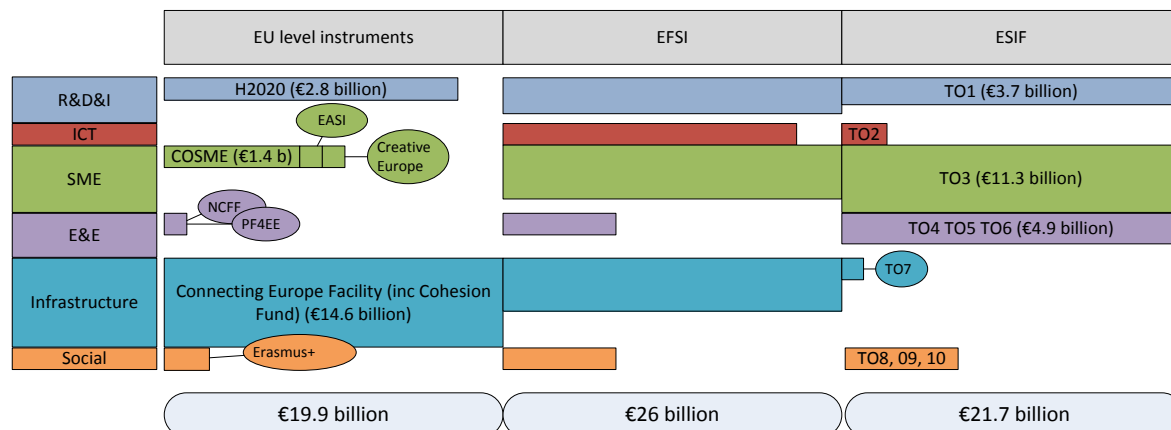 EU level instruments
EFSI
ESIF
R&D&I
H2020 (€2.8 billion)
TO1 (€3.7 billion)
EASI
ICT
TO2
COSME (€1.4 b)
Creative
Europe
SME
TO3 (€11.3 billion)
NCFF
PF4EE
E&E
TO4 TO5 TO6 (€4.9 billion)
TO7
Infrastructure
Connecting Europe Facility (inc Cohesion
Fund) (€14.6 billion)
Social
Erasmus+
TO8, 09, 10
€19.9 billion
€26 billion
€21.7 billion